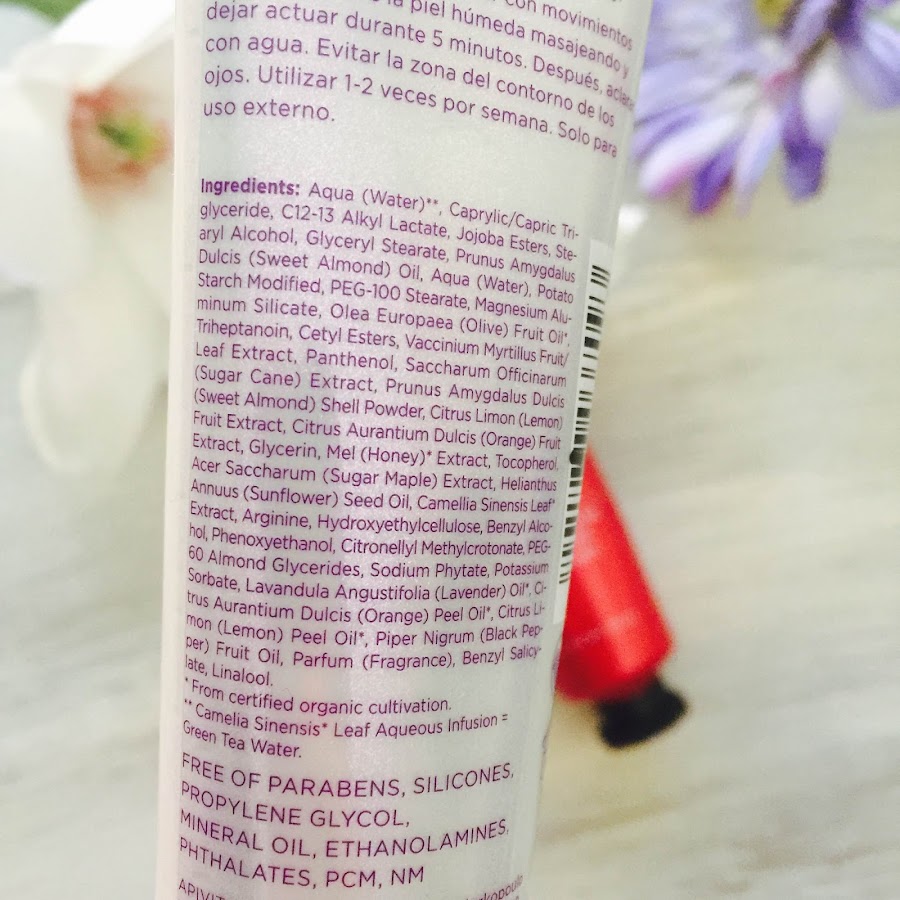 con movimientos
la piel húmeda masajeando y
dejar actuar durante 5 minutos. Después, aclarar
con agua. Evitar la zona del contorno de los
ojos. Utilizar 1-2 veces por semana. Solo para
uso externo.
Ingredients: Aqua (Water)**, Caprylic/Capric Tri-
glyceride, C12-13 Alkyl Lactate, Jojoba Esters, Ste-
aryl Alcohol, Glyceryl Stearate, Prunus Amygdalus
Dulcis (Sweet Almond) Oil, Aqua (Water), Potato
Starch Modified, PEG-100 Stearate, Magnesium Alu-
minum Silicate, Olea Europaea (Olive) Fruit Oil*,
Triheptanoin, Cetyl Esters, Vaccinium Myrtillus Fruit/
Leaf Extract, Panthenol, Saccharum Officinarum
(Sugar Cane) Extract, Prunus Amygdalus Dulcis
(Sweet Almond) Shell Powder, Citrus Limon (Lemon)
Fruit Extract, Citrus Aurantium Dulcis (Orange) Fruit
Extract, Glycerin, Mel (Honey)* Extract, Tocopherol,
Acer Saccharum (Sugar Maple) Extract, Helianthus
Annuus (Sunflower) Seed Oil, Camellia Sinensis Leaf*
Extract, Arginine, Hydroxyethylcellulose, Benzyl Alco-
hol, Phenoxyethanol, Citronellyl Methylcrotonate, PEG-
60 Almond Glycerides, Sodium Phytate, Potassium
Sorbate, Lavandula Angustifolia (Lavender) Oil*, Ci-
trus Aurantium Dulcis (Orange) Peel Oil*, Citrus Li-
mon (Lemon) Peel Oil*, Piper Nigrum (Black Pep-
per) Fruit Oil, Parfum (Fragrance), Benzyl Salicy-
late, Linalool.
*From certified organic cultivation.
**Camelia Sinensis* Leaf Aqueous Infusion =
Green Tea Water.
FREE OF PARABENS, SILICONES,
PROPYLENE GLYCOL,
MINERAL OIL, ETHANOLAMINES,
PHTHALATES, PCM, NM